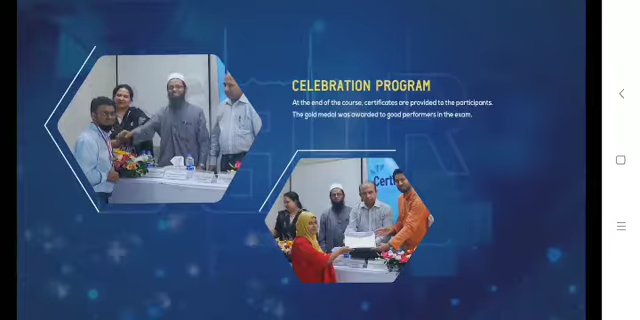 CELEBRATION PROGRAM
At the end of the course, certificates are provided to the participants.
The gold medal was awarded to good performers in the exam.
Certi